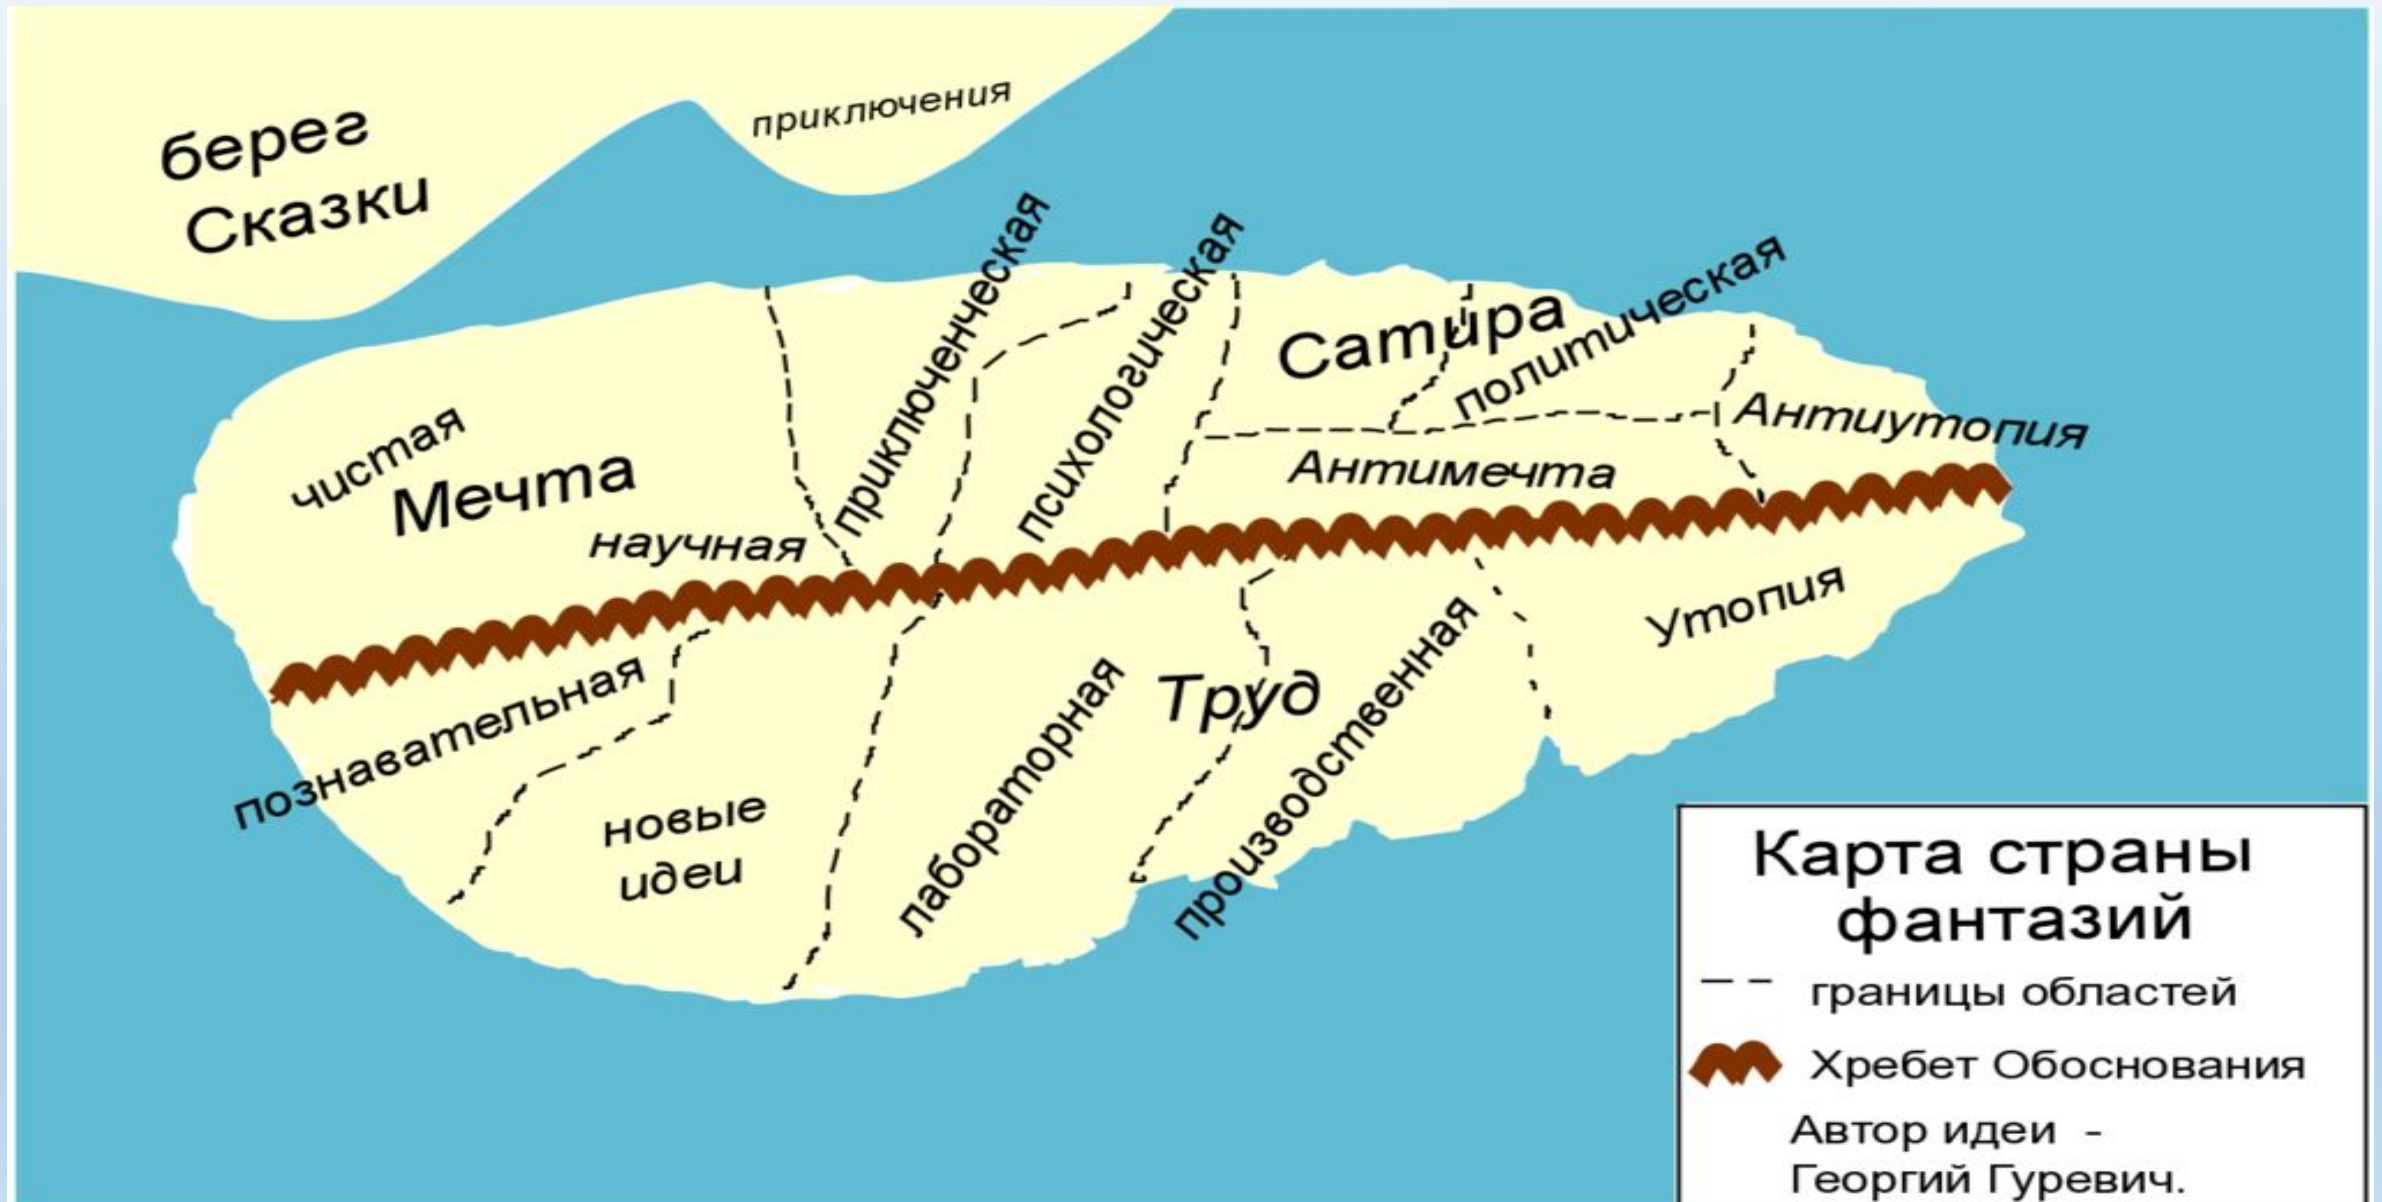 берег
Сказки
приключения
чистая
Мечта
научная
приключенческая
психологическая
Сатира
политическая
Антимечта
Антиутопия
познавательная
новые
идеи
лабораторная
Труд
производственная
Утопия
Карта страны
фантазий
границы областей
Хребет Обоснования
Автор идеи -
Георгий Гуревич.